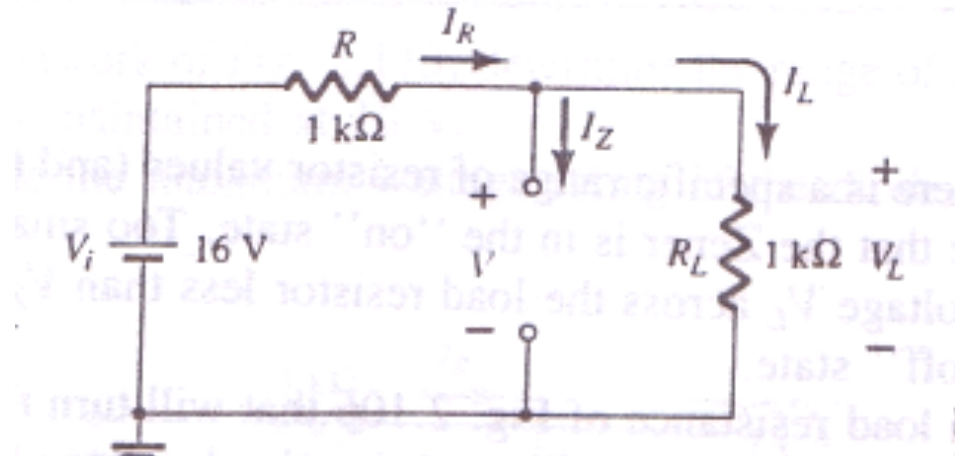 R
I_R
I_L
1 kΩ
I_Z
+
+
V_i
16 V
V
R_L
1 kΩ
V_L
−
−